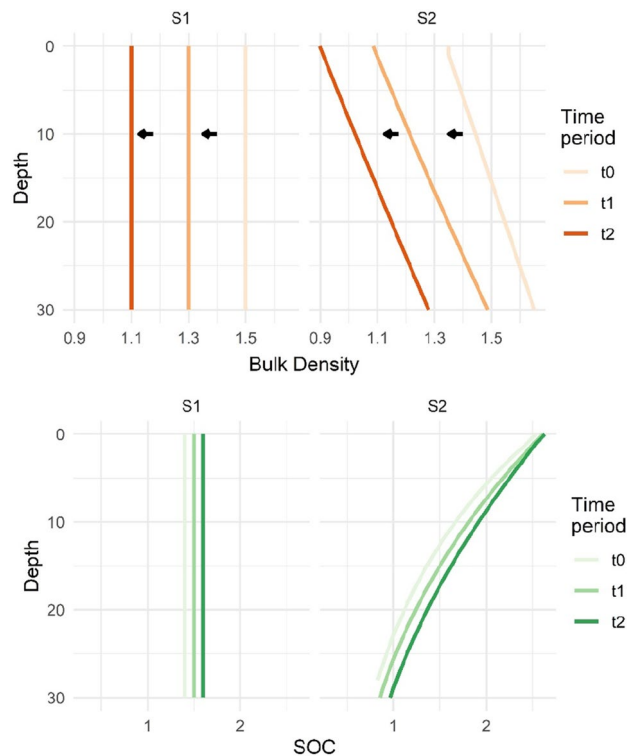 S1 S2
0
10
20
30
Depth
0.9 1.1 1.3 1.5 0.9 1.1 1.3 1.5
Bulk Density
Time
period
t0
t1
t2
S1 S2
0
10
20
30
Depth
1 2 1 2
SOC
Time
period
t0
t1
t2